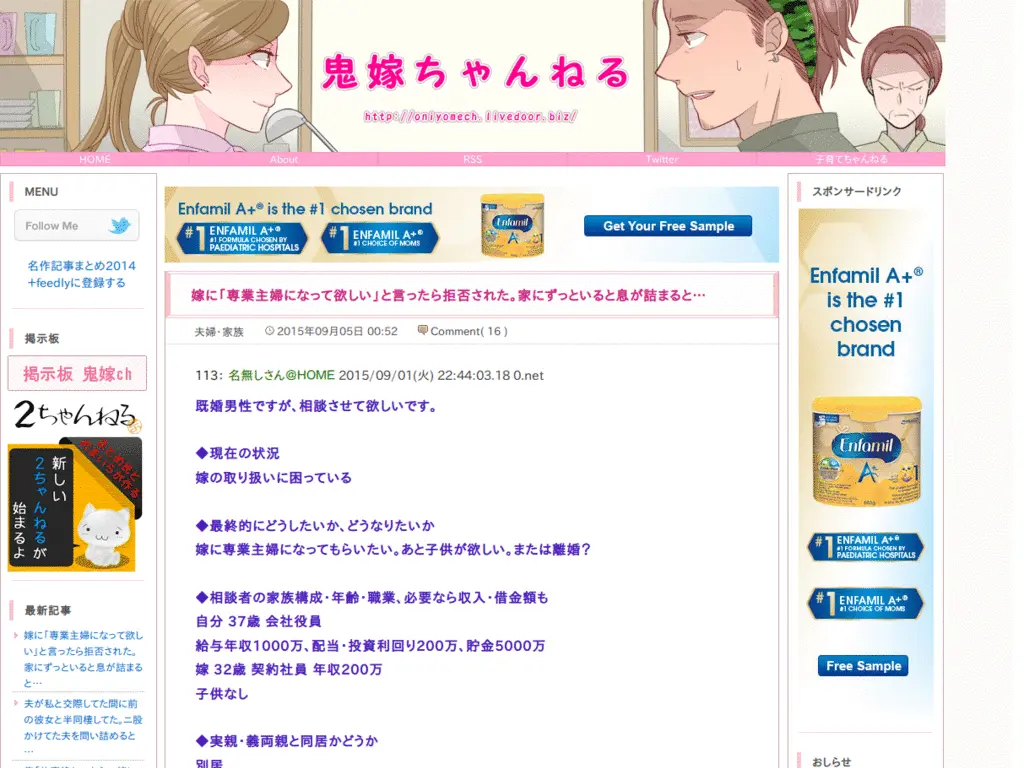 鬼嫁ちゃんねる
http://oniyomech.livedoor.biz/
HOME
About
RSS
Twitter
子育てちゃんねる
MENU
Follow Me
名作記事まとめ2014
+feedlyに登録する
掲示板
掲示板 鬼嫁ch
2ちゃんねる
新しい
2ちゃんねるが
始まるよ
最新記事
嫁に「専業主婦になって欲し
い」と言ったら拒否された。
家にずっといると息が詰まる
と…
夫が私と交際してた間に前
の彼女と半同棲してた。二股
かけてた夫を問い詰めると
…
Enfamil A+® is the #1 chosen brand
#1 ENFAMIL A+®
#1 FORMULA CHOSEN BY
PAEDIATRIC HOSPITALS
#1 ENFAMIL A+®
#1 CHOICE OF MOMS
Enfamil
A+
Get Your Free Sample
嫁に「専業主婦になって欲しい」と言ったら拒否された。家にずっといると息が詰まると…
夫婦・家族
2015年09月05日 00:52
Comment( 16 )
113: 名無しさん@HOME 2015/09/01(火) 22:44:03.18 0.net
既婚男性ですが、相談させて欲しいです。
◆現在の状況
嫁の取り扱いに困っている
◆最終的にどうしたいか、どうなりたいか
嫁に専業主婦になってもらいたい。あと子供が欲しい。または離婚?
◆相談者の家族構成・年齢・職業、必要なら収入・借金額も
自分 37歳 会社役員
給与年収1000万、配当・投資利回り200万、貯金5000万
嫁 32歳 契約社員 年収200万
子供なし
◆実親・義両親と同居かどうか
別居
スポンサードリンク
Enfamil A+®
is the #1
chosen
brand
Enfamil
A+
1
#1 ENFAMIL A+®
#1 FORMULA CHOSEN BY
PAEDIATRIC HOSPITALS
#1 ENFAMIL A+®
#1 CHOICE OF MOMS
Free Sample
おしらせ